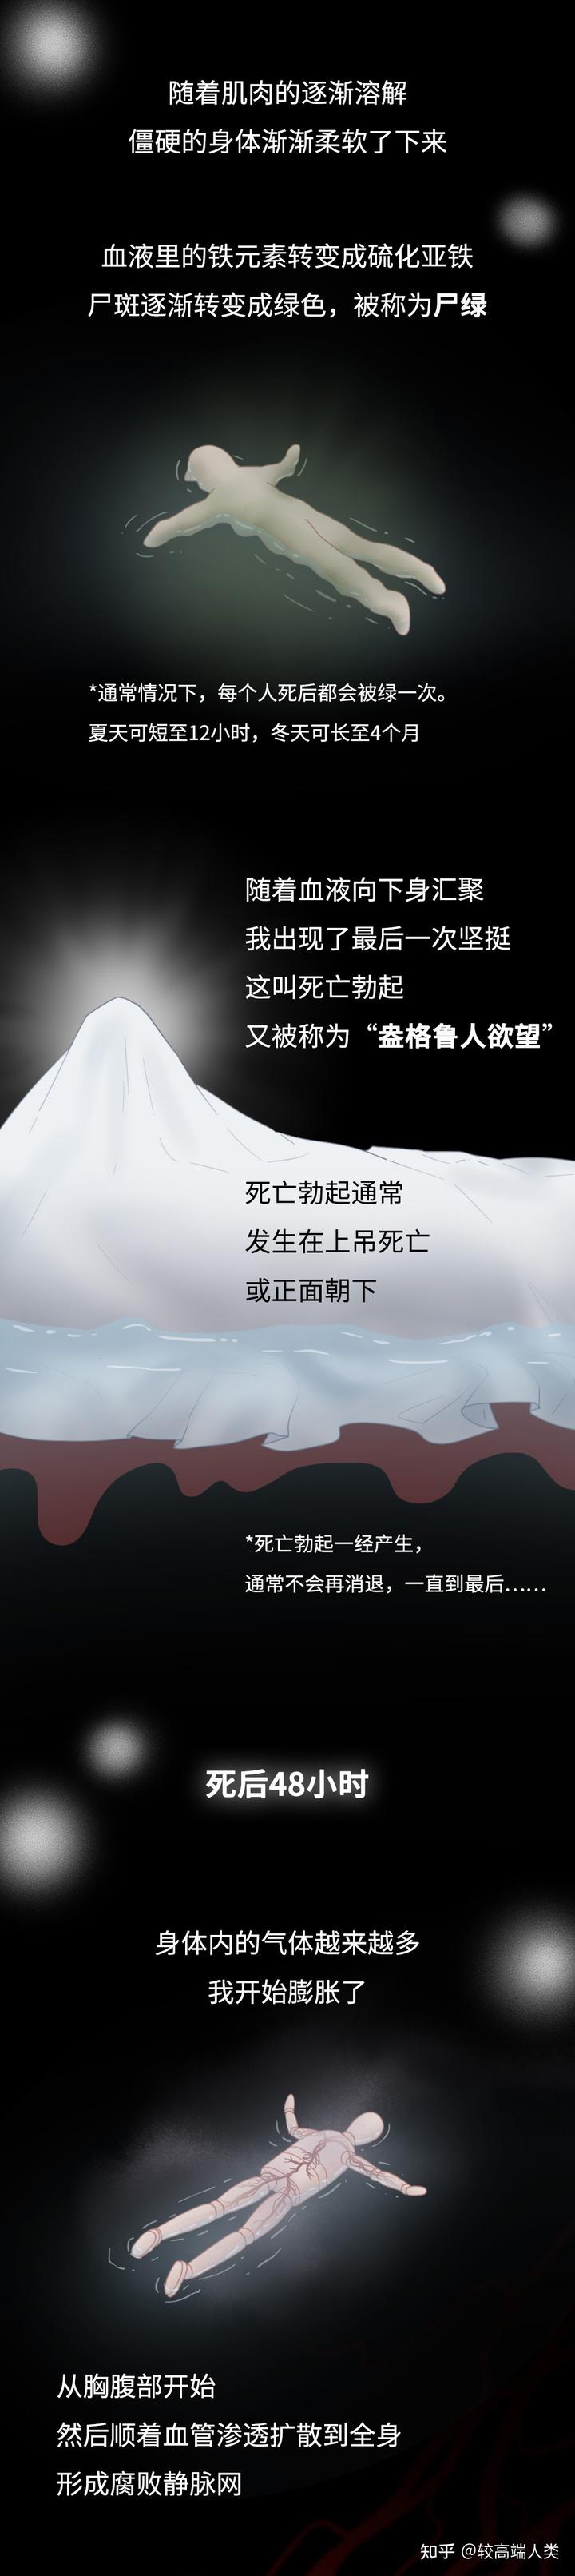 随着肌肉的逐渐溶解
僵硬的身体渐渐柔软了下来
血液里的铁元素转变成硫化亚铁
尸斑逐渐转变成绿色，被称为尸绿
*通常情况下，每个人死后都会被绿一次。
夏天可短至12小时，冬天可长至4个月
随着血液向下身汇聚
我出现了最后一次坚挺
这叫死亡勃起
又被称为“盎格鲁人欲望”
死亡勃起通常
发生在上吊死亡
或正面朝下
*死亡勃起一经产生，
通常不会再消退，一直到最后……
死后48小时
身体内的气体越来越多
我开始膨胀了
从胸腹部开始
然后顺着血管渗透扩散到全身
形成腐败静脉网
知乎 @较高端人类